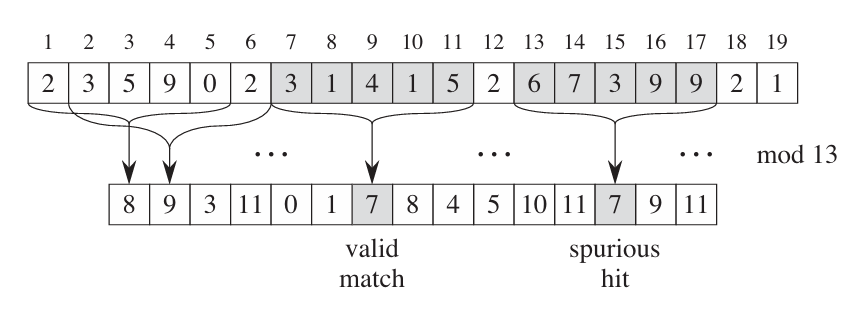 1 2 3 4 5 6 7 8 9 10 11 12 13 14 15 16 17 18 19
2 3 5 9 0 2 3 1 4 1 5 2 6 7 3 9 9 2 1
… … … mod 13
8 9 3 11 0 1 7 8 4 5 10 11 7 9 11
valid spurious
match hit